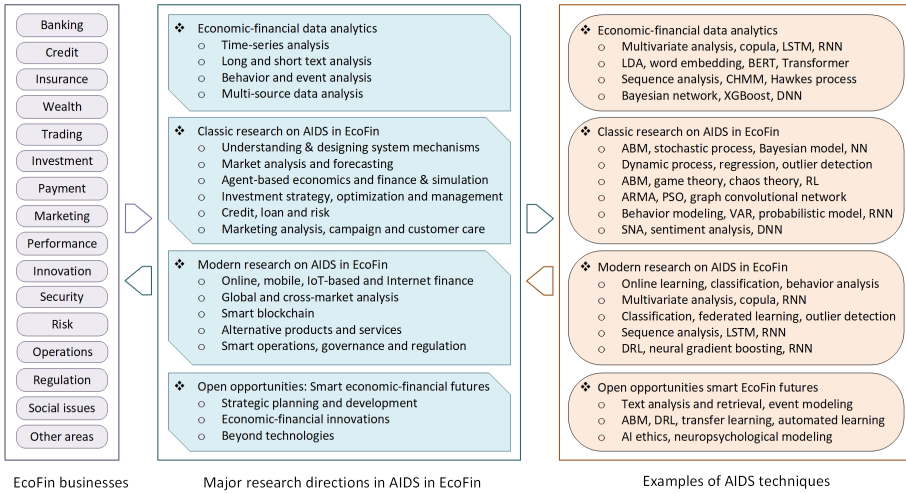 Banking
Credit
Insurance
Wealth
Trading
Investment
Payment
Marketing
Performance
Innovation
Security
Risk
Operations
Regulation
Social issues
Other areas
EcoFin businesses
❖ Economic-financial data analytics
o Time-series analysis
o Long and short text analysis
o Behavior and event analysis
o Multi-source data analysis
❖ Classic research on AIDS in EcoFin
o Understanding & designing system mechanisms
o Market analysis and forecasting
o Agent-based economics and finance & simulation
o Investment strategy, optimization and management
o Credit, loan and risk
o Marketing analysis, campaign and customer care
❖ Modern research on AIDS in EcoFin
o Online, mobile, IoT-based and Internet finance
o Global and cross-market analysis
o Smart blockchain
o Alternative products and services
o Smart operations, governance and regulation
❖ Open opportunities: Smart economic-financial futures
o Strategic planning and development
o Economic-financial innovations
o Beyond technologies
Major research directions in AIDS in EcoFin
❖ Economic-financial data analytics
o Multivariate analysis, copula, LSTM, RNN
o LDA, word embedding, BERT, Transformer
o Sequence analysis, CHMM, Hawkes process
o Bayesian network, XGBoost, DNN
❖ Classic research on AIDS in EcoFin
o ABM, stochastic process, Bayesian model, NN
o Dynamic process, regression, outlier detection
o ABM, game theory, chaos theory, RL
o ARMA, PSO, graph convolutional network
o Behavior modeling, VAR, probabilistic model, RNN
o SNA, sentiment analysis, DNN
❖ Modern research on AIDS in EcoFin
o Online learning, classification, behavior analysis
o Multivariate analysis, copula, RNN
o Classification, federated learning, outlier detection
o Sequence analysis, LSTM, RNN
o DRL, neural gradient boosting, RNN
❖ Open opportunities smart EcoFin futures
o Text analysis and retrieval, event modeling
o ABM, DRL, transfer learning, automated learning
o AI ethics, neuropsychological modeling
Examples of AIDS techniques